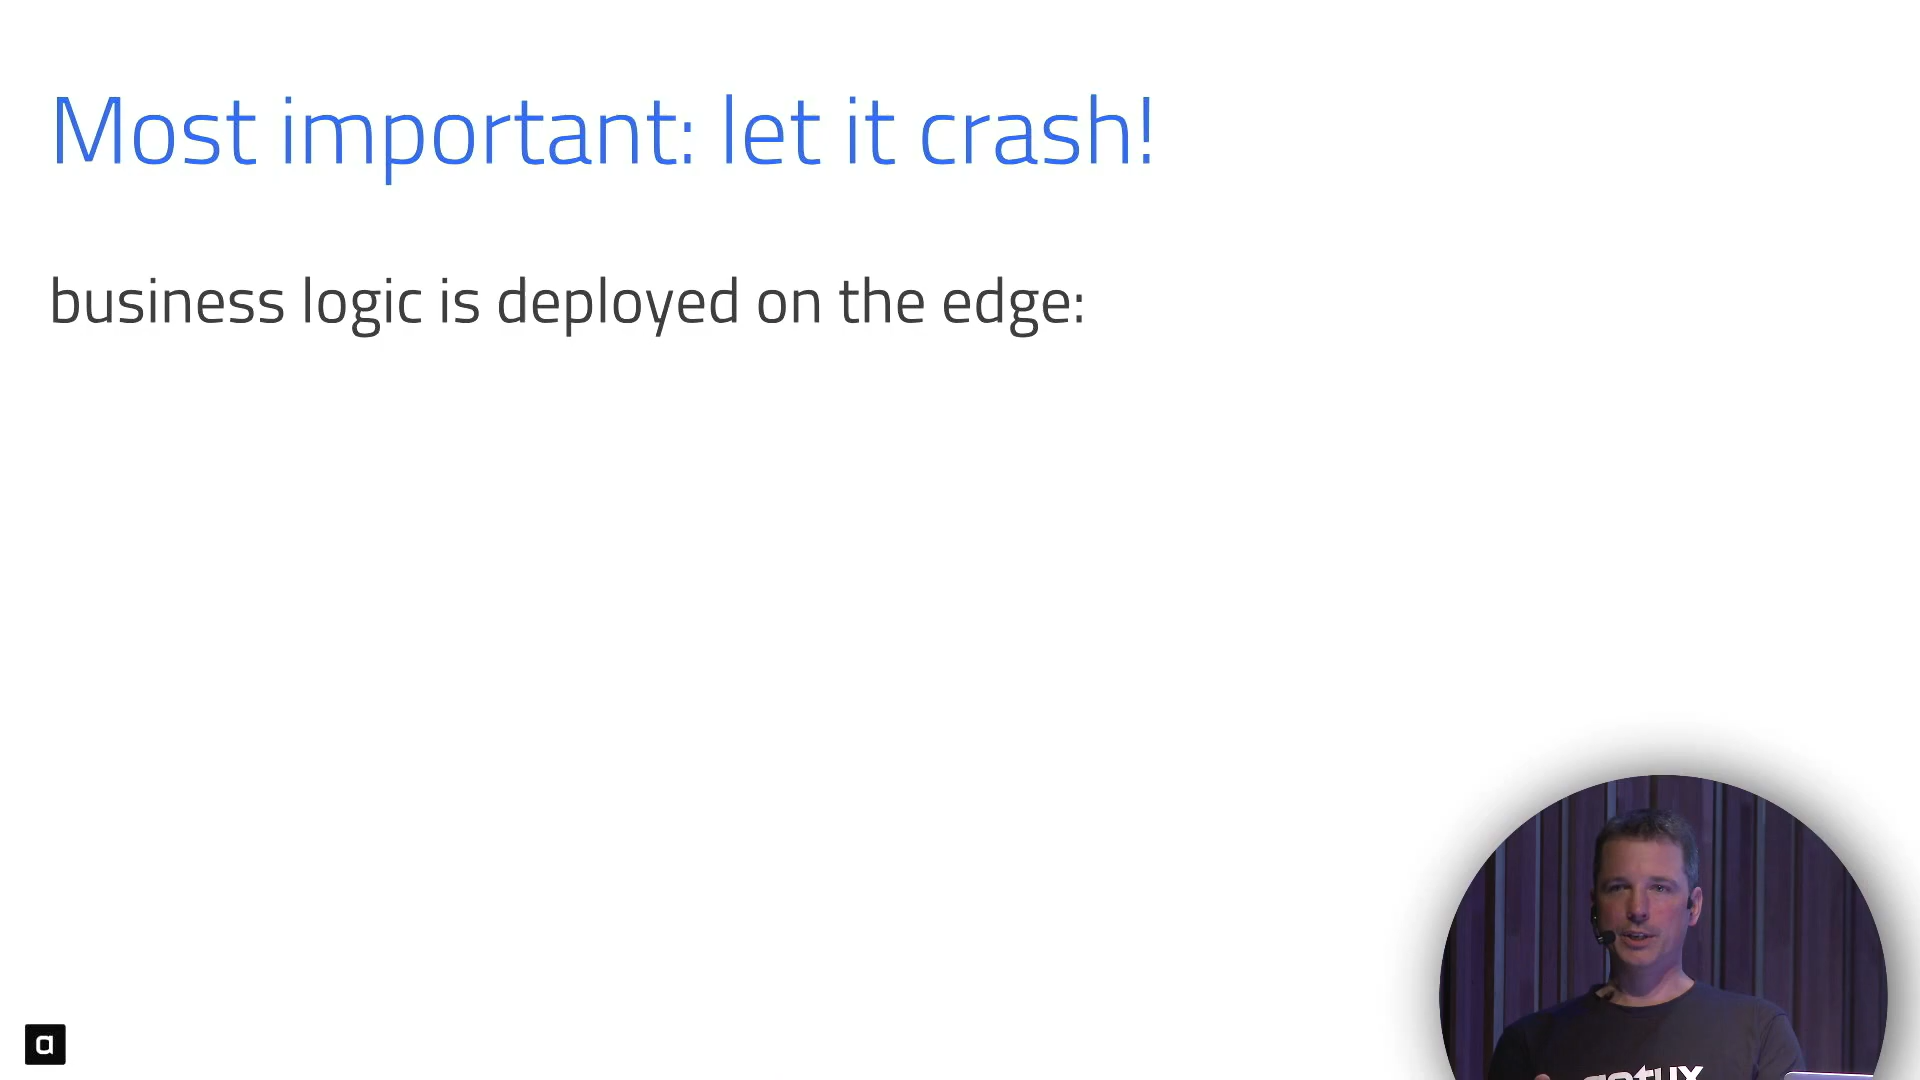 Most important: let it crash!
business logic is deployed on the edge:
a